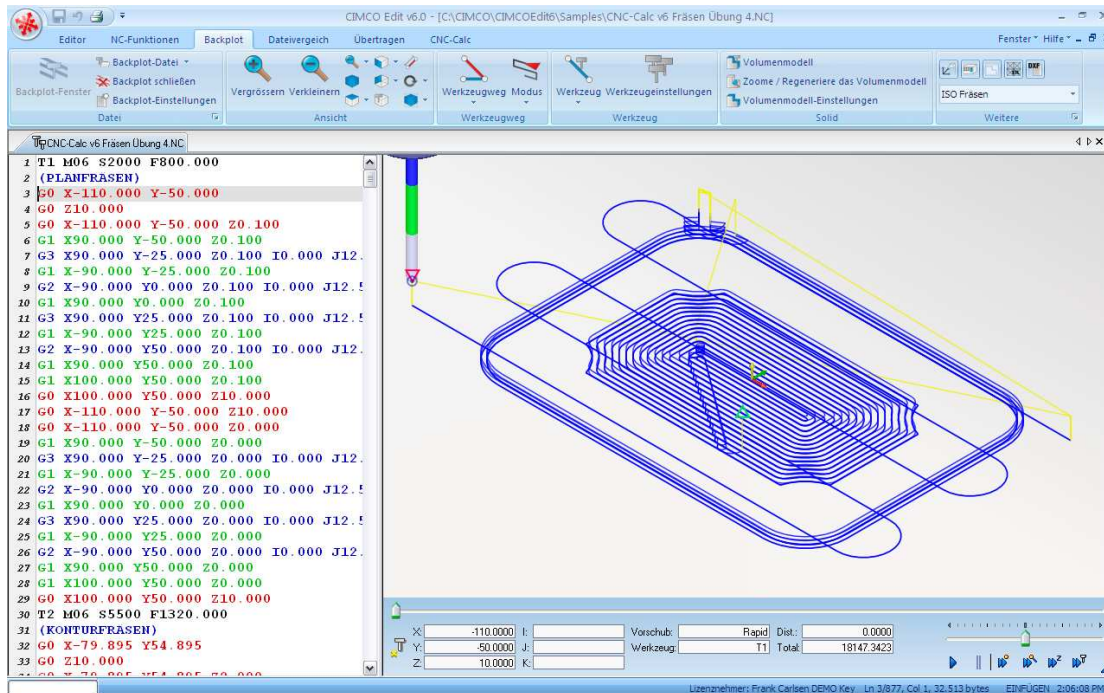 CIMCO Edit v6.0 - [C:\CIMCO\CIMCOEdit6\Samples\CNC-Calc v6 Fräsen Übung 4.NC]
Editor NC-Funktionen Backplot Dateivergeich Übertragen CNC-Calc Fenster Hilfe
Backplot-Fenster
Backplot-Datei
Backplot schließen
Backplot-Einstellungen
Datei
Vergrössern Verkleinern
Ansicht
Werkzeugweg Modus
Werkzeugweg
Werkzeug Werkzeugeinstellungen
Werkzeug
Volumenmodell
Zoome / Regeneriere das Volumenmodell
Volumenmodell-Einstellungen
Solid
DXF
ISO Fräsen
Weitere
CNC-Calc v6 Fräsen Übung 4.NC
1 T1 M06 S2000 F800.000
2 (PLANFRASEN)
3 G0 X-110.000 Y-50.000
4 G0 Z10.000
5 G0 X-110.000 Y-50.000 Z0.100
6 G1 X90.000 Y-50.000 Z0.100
7 G3 X90.000 Y-25.000 Z0.100 I0.000 J12.
8 G1 X-90.000 Y-25.000 Z0.100
9 G2 X-90.000 Y0.000 Z0.100 I0.000 J12.5
10 G1 X90.000 Y0.000 Z0.100
11 G3 X90.000 Y25.000 Z0.100 I0.000 J12.5
12 G1 X-90.000 Y25.000 Z0.100
13 G2 X-90.000 Y50.000 Z0.100 I0.000 J12.
14 G1 X90.000 Y50.000 Z0.100
15 G1 X100.000 Y50.000 Z0.100
16 G0 X100.000 Y50.000 Z10.000
17 G0 X-110.000 Y-50.000 Z10.000
18 G0 X-110.000 Y-50.000 Z0.000
19 G1 X90.000 Y-50.000 Z0.000
20 G3 X90.000 Y-25.000 Z0.000 I0.000 J12.
21 G1 X-90.000 Y-25.000 Z0.000
22 G2 X-90.000 Y0.000 Z0.000 I0.000 J12.5
23 G1 X90.000 Y0.000 Z0.000
24 G3 X90.000 Y25.000 Z0.000 I0.000 J12.5
25 G1 X-90.000 Y25.000 Z0.000
26 G2 X-90.000 Y50.000 Z0.000 I0.000 J12.
27 G1 X90.000 Y50.000 Z0.000
28 G1 X100.000 Y50.000 Z0.000
29 G0 X100.000 Y50.000 Z10.000
30 T2 M06 S5500 F1320.000
31 (KONTURFRASEN)
32 G0 X-79.895 Y54.895
33 G0 Z10.000
X: -110.0000 I: Vorschub: Rapid Dist.: 0.0000
Y: -50.0000 J: Werkzeug: T1 Total: 18147.3423
Z: 10.0000 K:
Lizenznehmer: Frank Carlsen DEMO Key Ln 3/877, Col 1, 32.513 bytes EINFÜGEN 2:06:08 PM